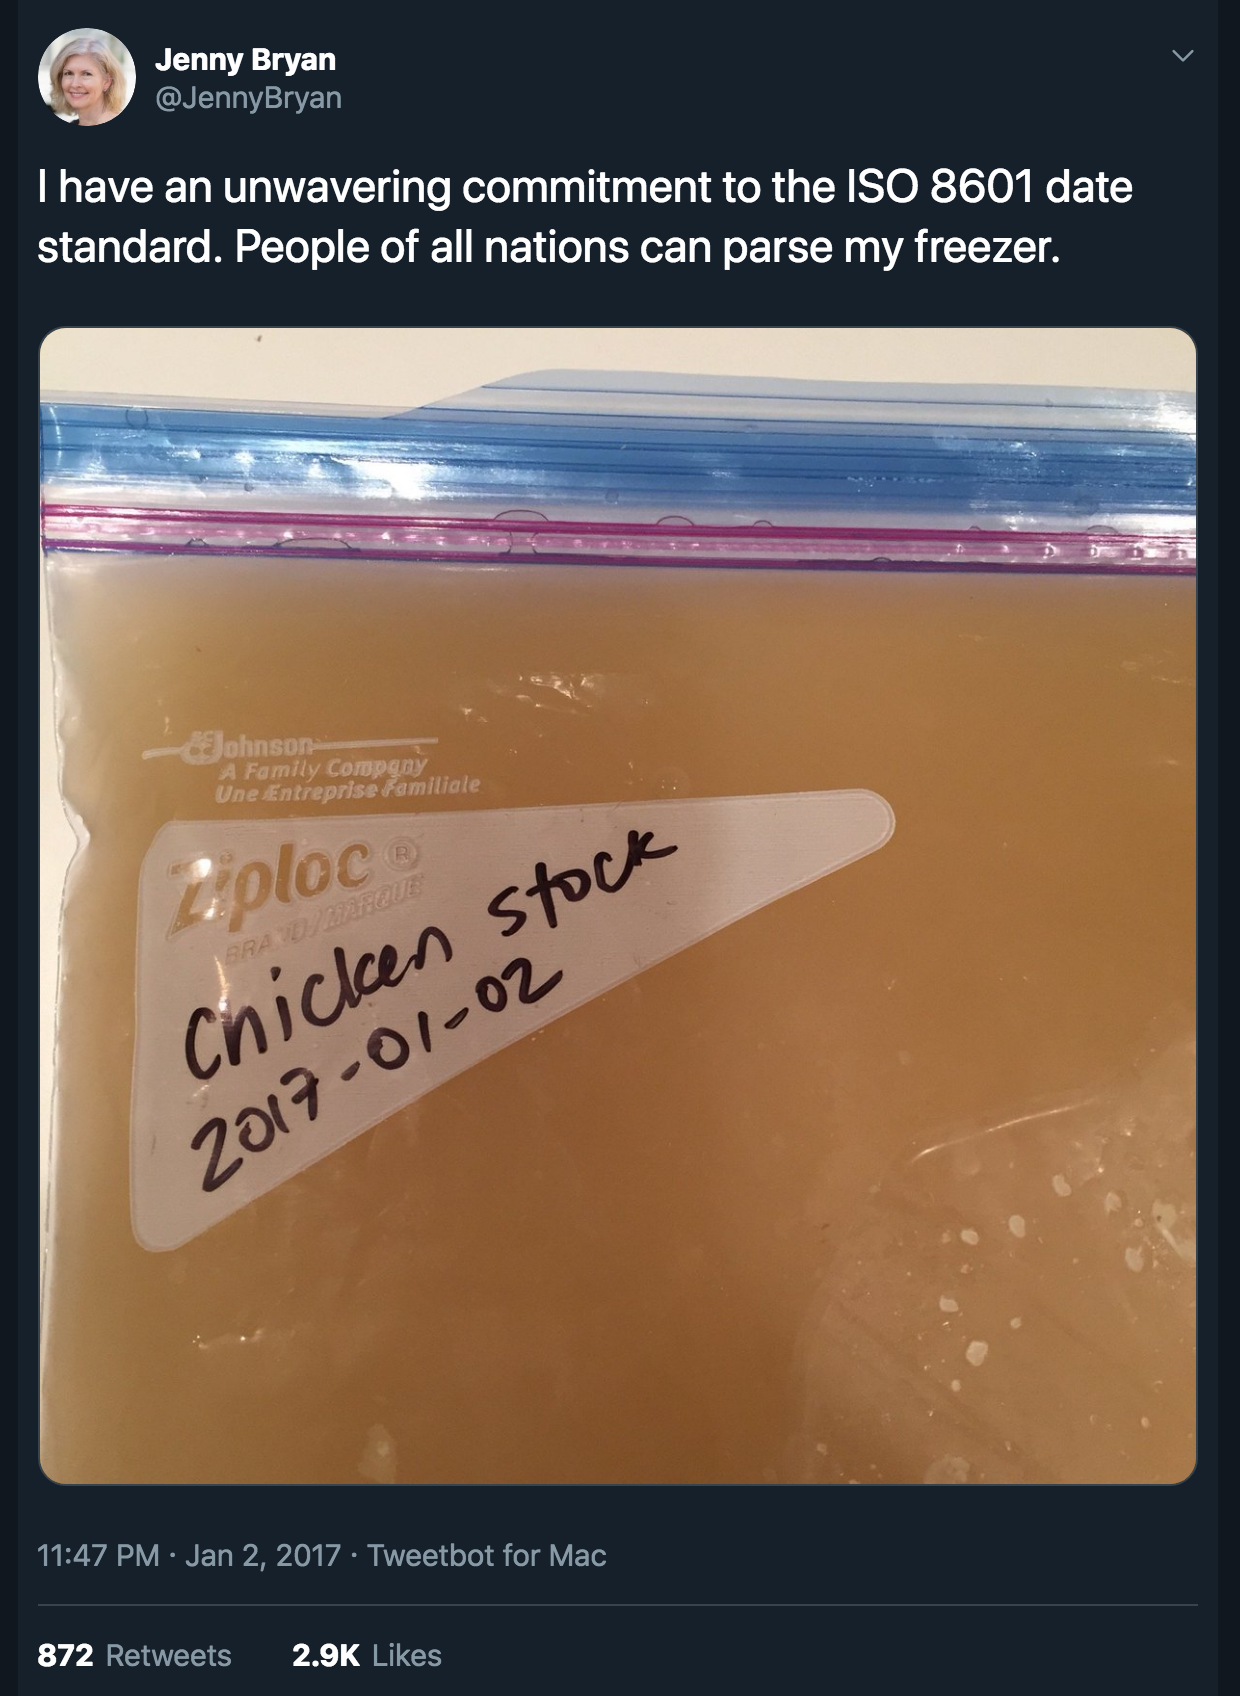 Jenny Bryan
@JennyBryan
I have an unwavering commitment to the ISO 8601 date
standard. People of all nations can parse my freezer.
Johnson
A Family Company
Une Entreprise Familiale
Ziploc ®
BRAND / MARQUE
Chicken stock
2017-01-02
11:47 PM · Jan 2, 2017 · Tweetbot for Mac
872 Retweets 2.9K Likes